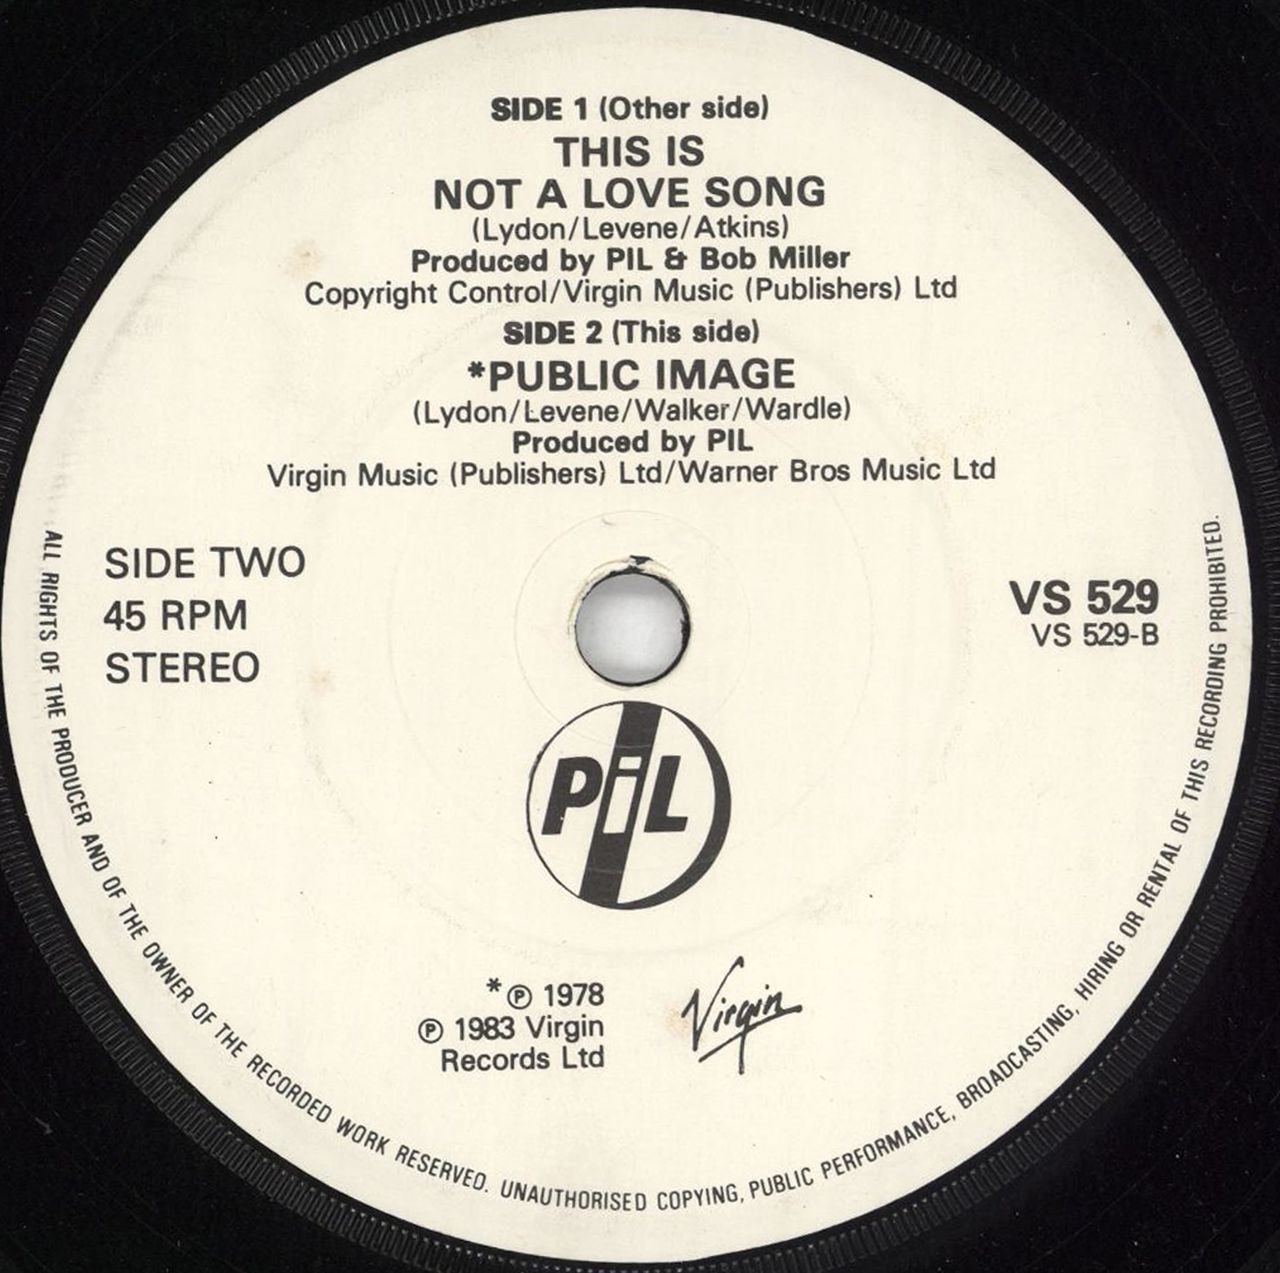 SIDE 1 (Other side)
THIS IS
NOT A LOVE SONG
(Lydon/Levene/Atkins)
Produced by PIL & Bob Miller
Copyright Control/Virgin Music (Publishers) Ltd
SIDE 2 (This side)
*PUBLIC IMAGE
(Lydon/Levene/Walker/Wardle)
Produced by PIL
Virgin Music (Publishers) Ltd/Warner Bros Music Ltd
SIDE TWO
45 RPM
STEREO
VS 529
VS 529-B
PiL
*℗ 1978
℗ 1983 Virgin
Records Ltd
Virgin
ALL RIGHTS OF THE PRODUCER AND OF THE OWNER OF THE RECORDED WORK RESERVED. UNAUTHORISED COPYING, PUBLIC PERFORMANCE, BROADCASTING, HIRING OR RENTAL OF THIS RECORDING PROHIBITED.